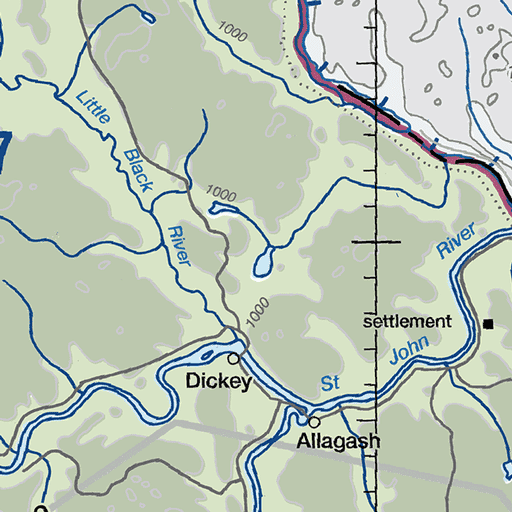 1000
Little
Black
River
1000
River
1000
settlement
John
Dickey
St
Allagash